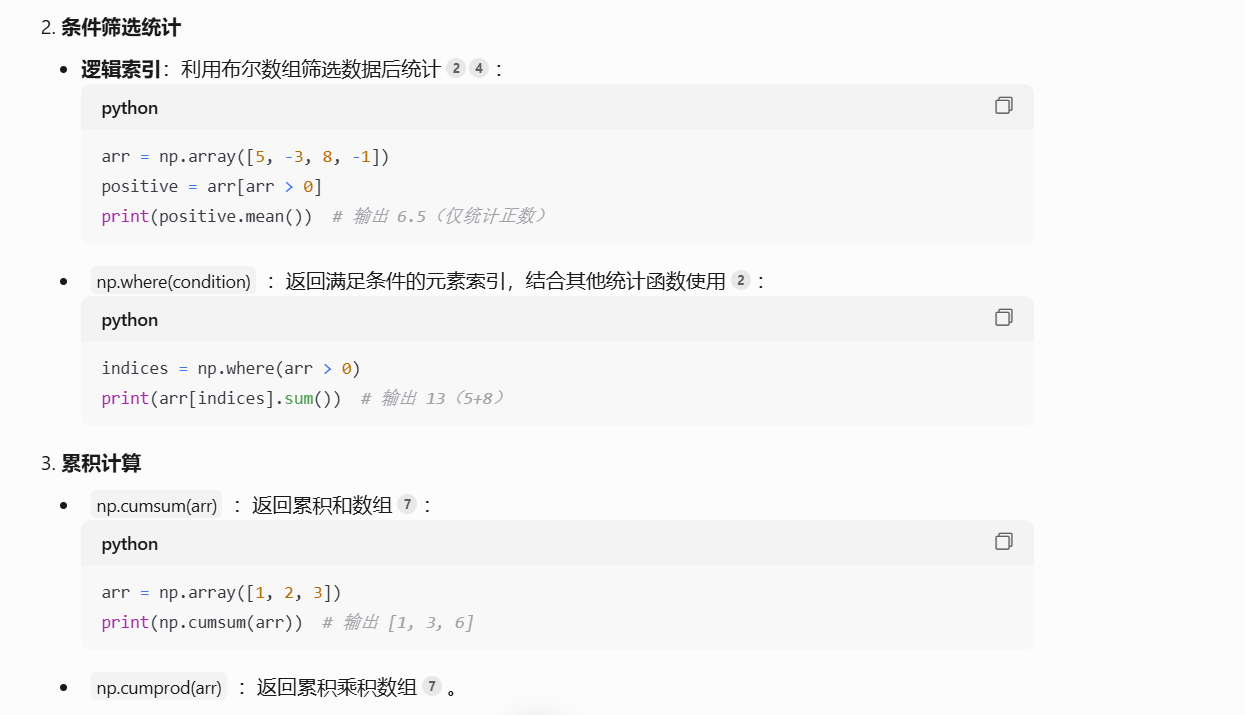 2. 条件筛选统计
• 逻辑索引：利用布尔数组筛选数据后统计 2 4 ：
python
arr = np.array([5, -3, 8, -1])
positive = arr[arr > 0]
print(positive.mean())  # 输出 6.5（仅统计正数）
• np.where(condition) ：返回满足条件的元素索引，结合其他统计函数使用 2 ：
python
indices = np.where(arr > 0)
print(arr[indices].sum())  # 输出 13（5+8）
3. 累积计算
• np.cumsum(arr) ：返回累积和数组 7 ：
python
arr = np.array([1, 2, 3])
print(np.cumsum(arr))  # 输出 [1, 3, 6]
• np.cumprod(arr) ：返回累积乘积数组 7 。